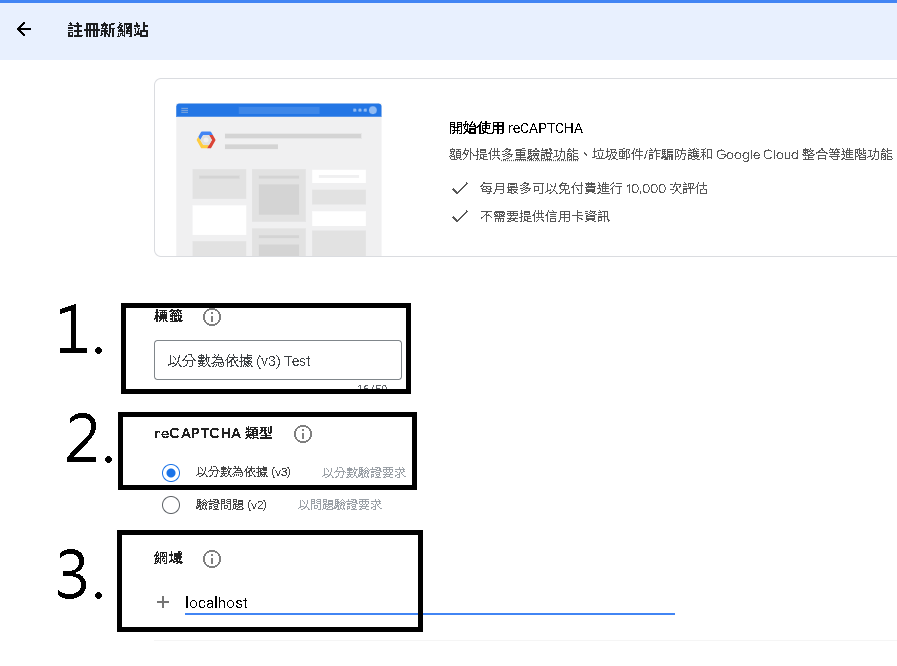 註冊新網站
開始使用 reCAPTCHA
額外提供多重驗證功能、垃圾郵件/詐騙防護和 Google Cloud 整合等進階功能
每月最多可以免付費進行 10,000 次評估
不需要提供信用卡資訊
1.
標籤
以分數為依據 (v3) Test
16/50
2.
reCAPTCHA 類型
以分數為依據 (v3) 以分數驗證要求
驗證問題 (v2) 以問題驗證要求
3.
網域
localhost